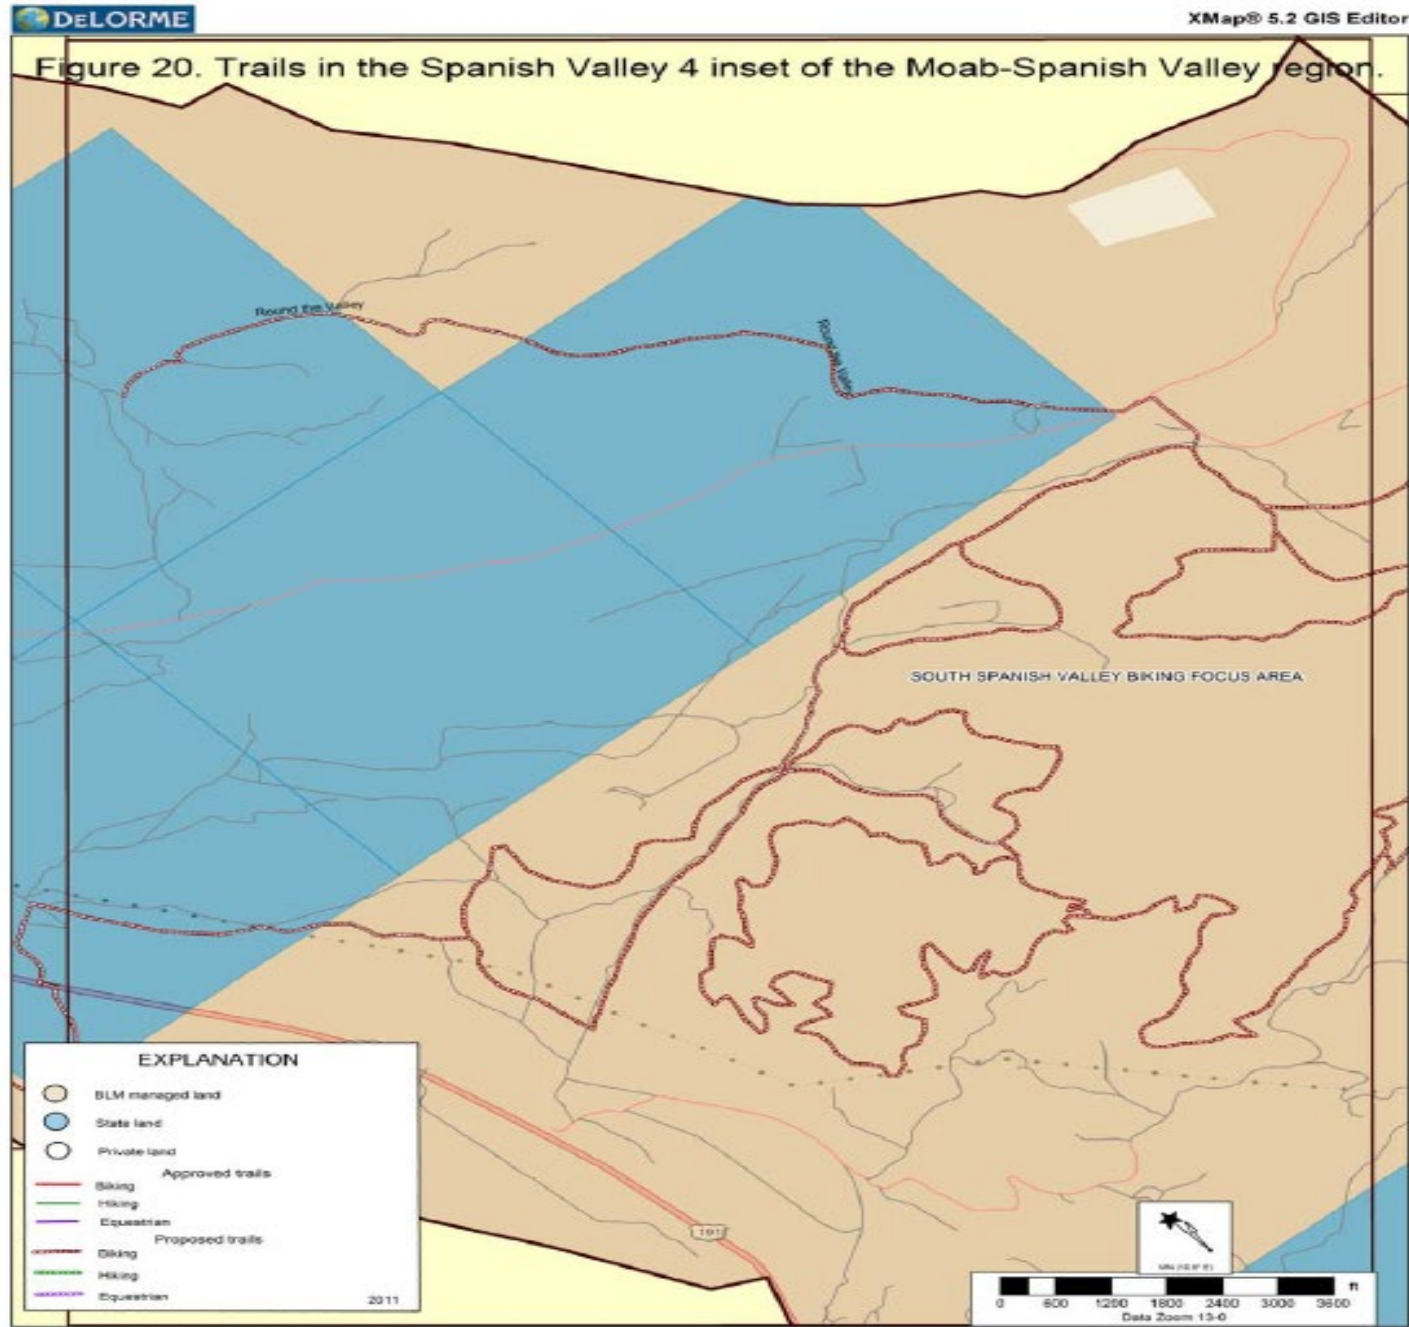 DELORME
XMap® 5.2 GIS Editor
Figure 20. Trails in the Spanish Valley 4 inset of the Moab-Spanish Valley region.
Round the Valley
Round the Valley
SOUTH SPANISH VALLEY BIKING FOCUS AREA
EXPLANATION
BLM managed land
State land
Private land
Approved trails
Biking
Hiking
Equestrian
Proposed trails
Biking
Hiking
Equestrian
2011
191
ft
0 600 1200 1800 2400 3000 3600
Data Zoom 13-0